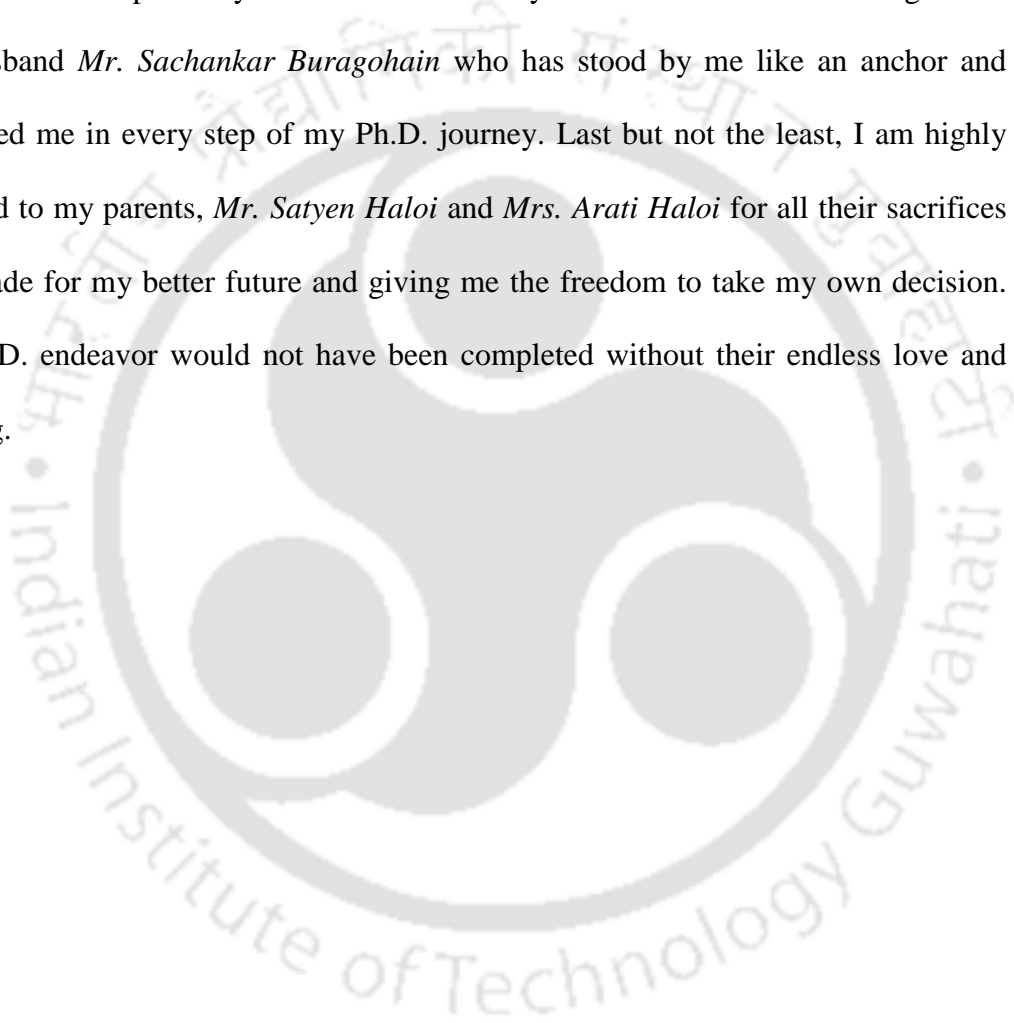 sband Mr. Sachankar Buragohain who has stood by me like an anchor and
ed me in every step of my Ph.D. journey. Last but not the least, I am highly
d to my parents, Mr. Satyen Haloi and Mrs. Arati Haloi for all their sacrifices
ade for my better future and giving me the freedom to take my own decision.
D. endeavor would not have been completed without their endless love and
g.
Indian Institute of Technology Guwahati